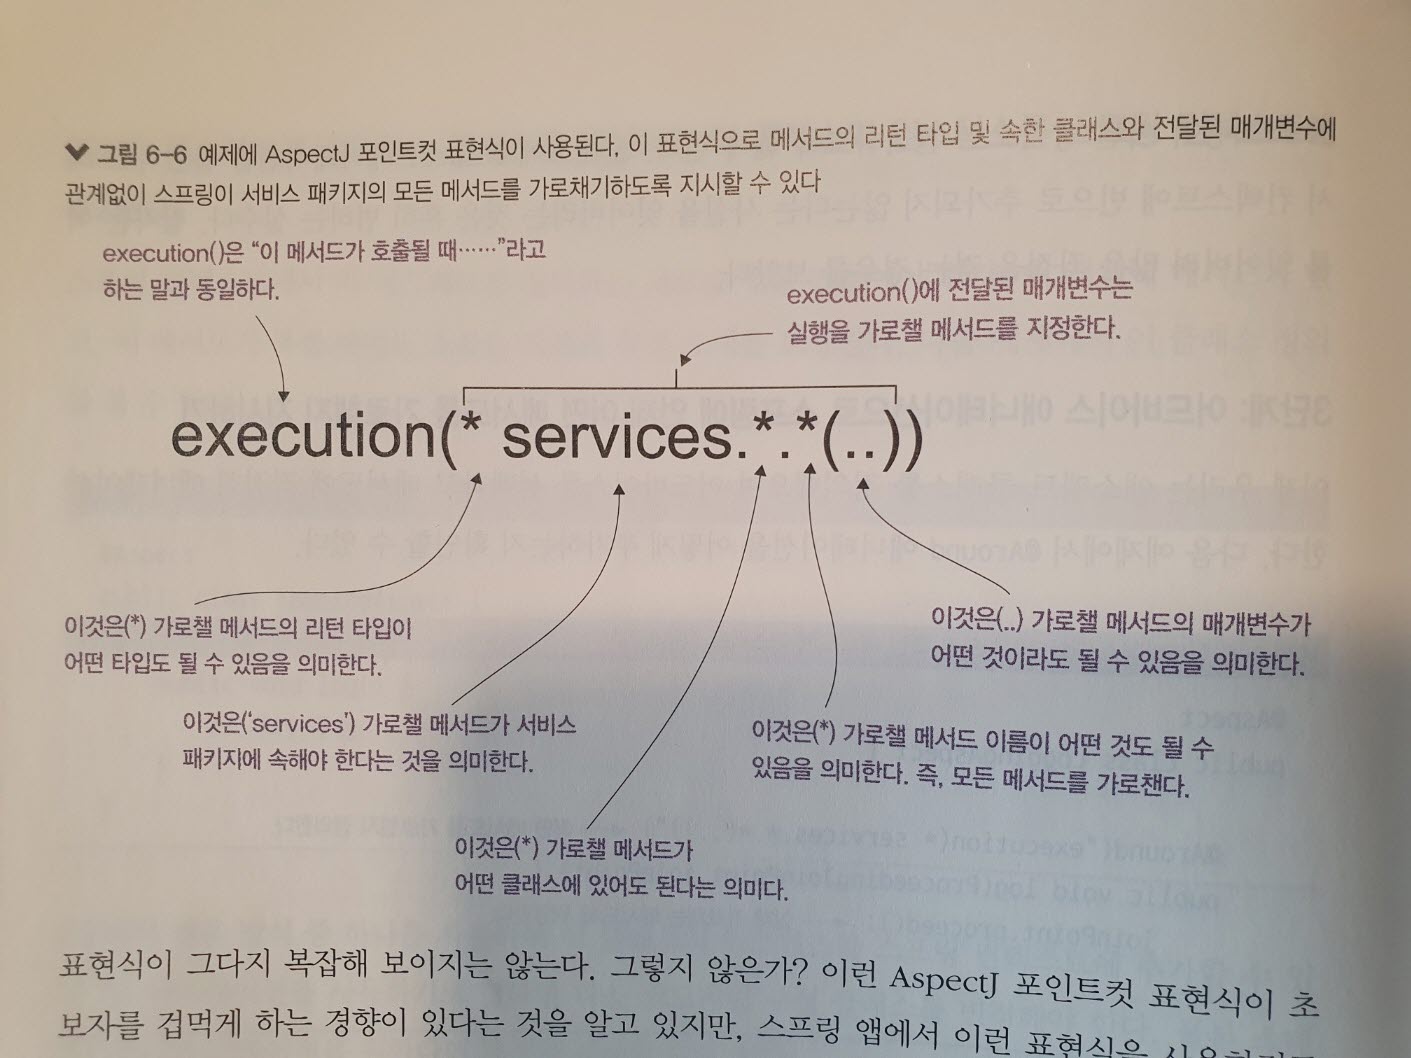 그림 6-6 예제에 AspectJ 포인트컷 표현식이 사용된다, 이 표현식으로 메서드의 리턴 타입 및 속한 클래스와 전달된 매개변수에
관계없이 스프링이 서비스 패키지의 모든 메서드를 가로채기하도록 지시할 수 있다
execution()은 “이 메서드가 호출될 때……”라고
하는 말과 동일하다.
execution()에 전달된 매개변수는
실행을 가로챌 메서드를 지정한다.
execution(* services.*.*(..))
이것은(*) 가로챌 메서드의 리턴 타입이
어떤 타입도 될 수 있음을 의미한다.
이것은(‘services’) 가로챌 메서드가 서비스
패키지에 속해야 한다는 것을 의미한다.
이것은(*) 가로챌 메서드가
어떤 클래스에 있어도 된다는 의미다.
이것은(*) 가로챌 메서드 이름이 어떤 것도 될 수
있음을 의미한다. 즉, 모든 메서드를 가로챈다.
이것은(..) 가로챌 메서드의 매개변수가
어떤 것이라도 될 수 있음을 의미한다.
표현식이 그다지 복잡해 보이지는 않는다. 그렇지 않은가? 이런 AspectJ 포인트컷 표현식이 초
보자를 겁먹게 하는 경향이 있다는 것을 알고 있지만, 스프링 앱에서 이런 표현식을